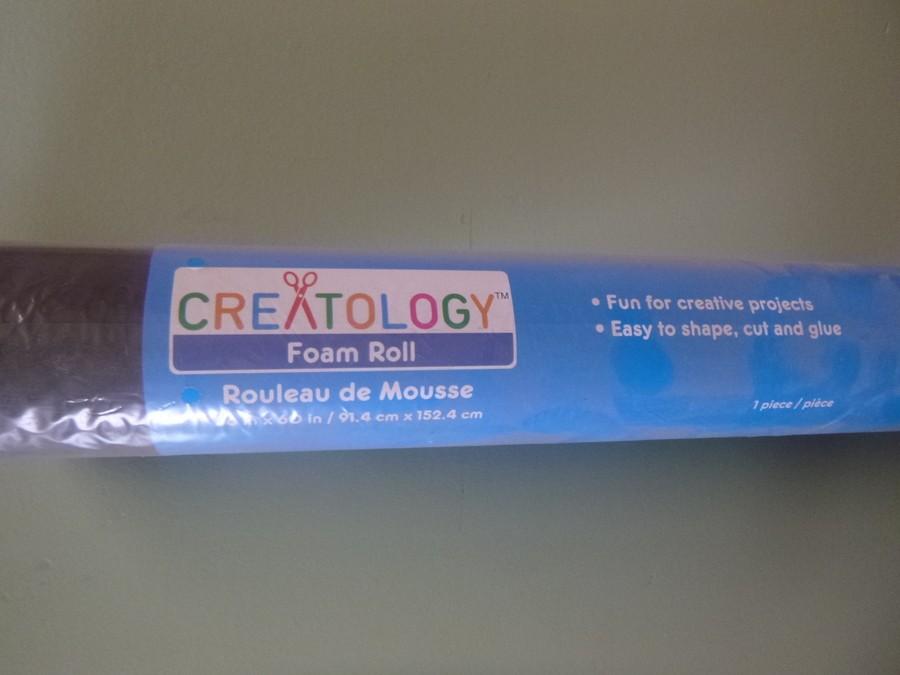 CREATOLOGY™
Foam Roll
Rouleau de Mousse
x 60 in / 91.4 cm x 152.4 cm
• Fun for creative projects
• Easy to shape, cut and glue
1 piece / pièce